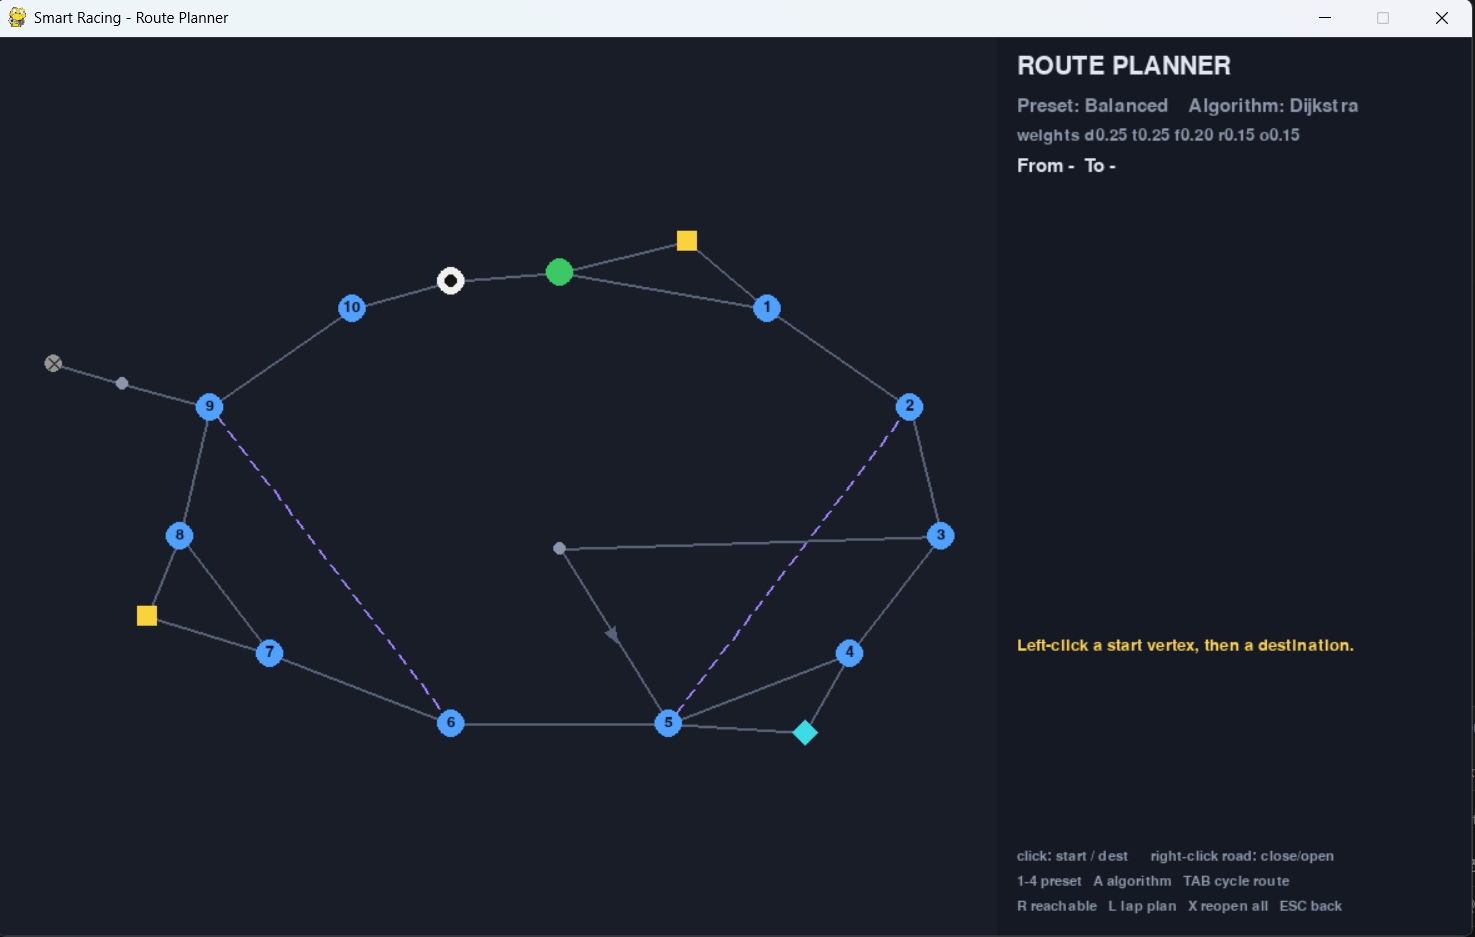 Smart Racing - Route Planner
ROUTE PLANNER
Preset: Balanced Algorithm: Dijkstra
weights d0.25 t0.25 f0.20 r0.15 o0.15
From - To -
10
1
9
2
8
3
7
4
6
5
Left-click a start vertex, then a destination.
click: start / dest right-click road: close/open
1-4 preset A algorithm TAB cycle route
R reachable L lap plan X reopen all ESC back